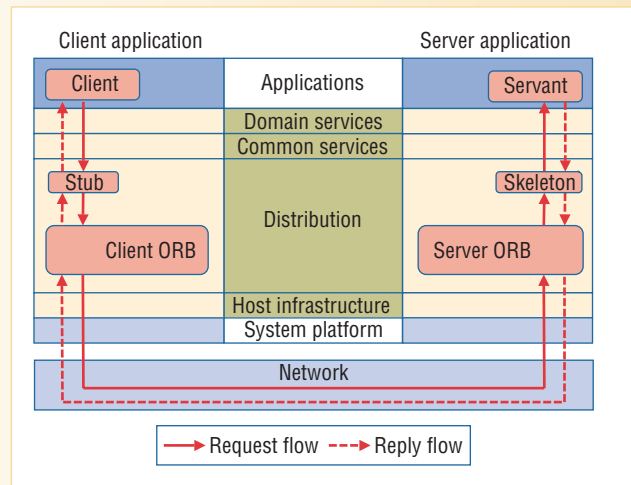 Client application
Server application
Client
Applications
Servant
Domain services
Common services
Stub
Skeleton
Distribution
Client ORB
Server ORB
Host infrastructure
System platform
Network
Request flow
Reply flow